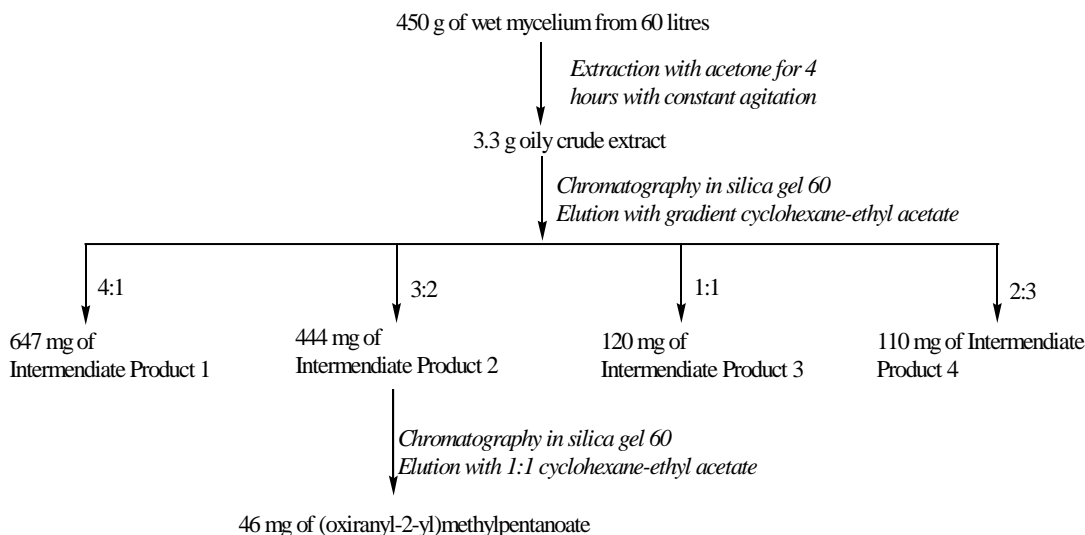 450 g of wet mycelium from 60 litres
Extraction with acetone for 4
hours with constant agitation
3.3 g oily crude extract
Chromatography in silica gel 60
Elution with gradient cyclohexane-ethyl acetate
4:1
3:2
1:1
2:3
647 mg of
Intermendiate Product 1
444 mg of
Intermendiate Product 2
120 mg of
Intermendiate Product 3
110 mg of Intermendiate
Product 4
Chromatography in silica gel 60
Elution with 1:1 cyclohexane-ethyl acetate
46 mg of (oxiranyl-2-yl)methylpentanoate